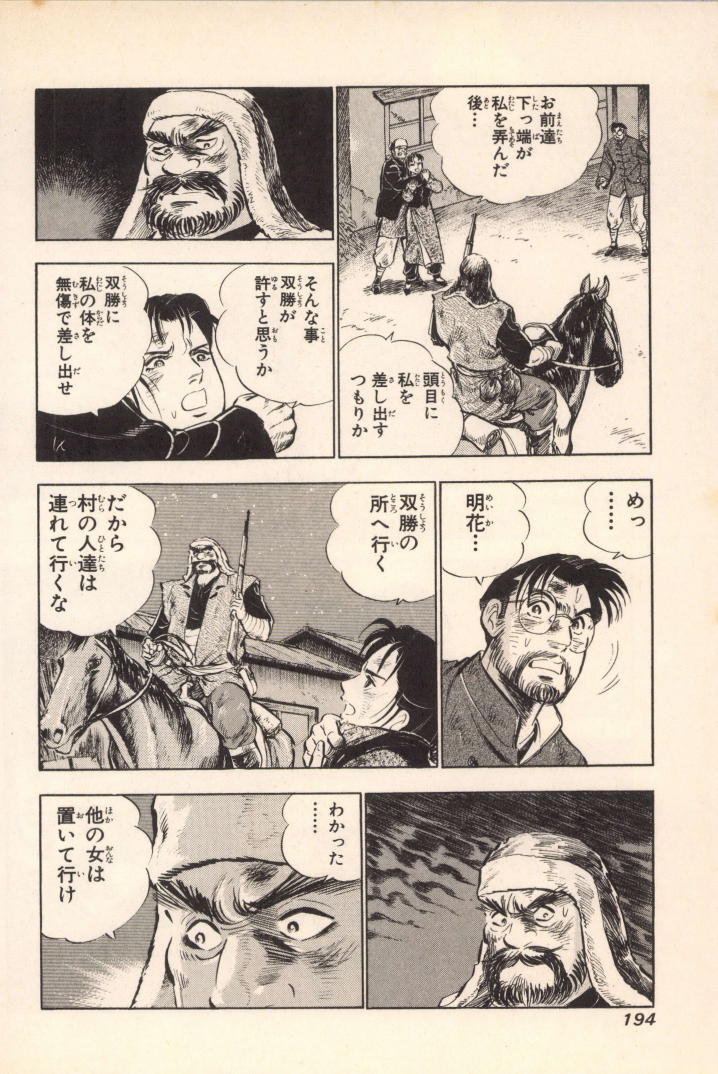 お前達
下っ端が
私を弄んだ
後…
頭目に
私を
差し出す
つもりか
そんな事
双勝が
許すと思うか
双勝に
私の体を
無傷で差し出せ
めっ
……
明花…
双勝の
所へ行く
だから
村の人達は
連れて行くな
わかった
……
他の女は
置いて行け
194